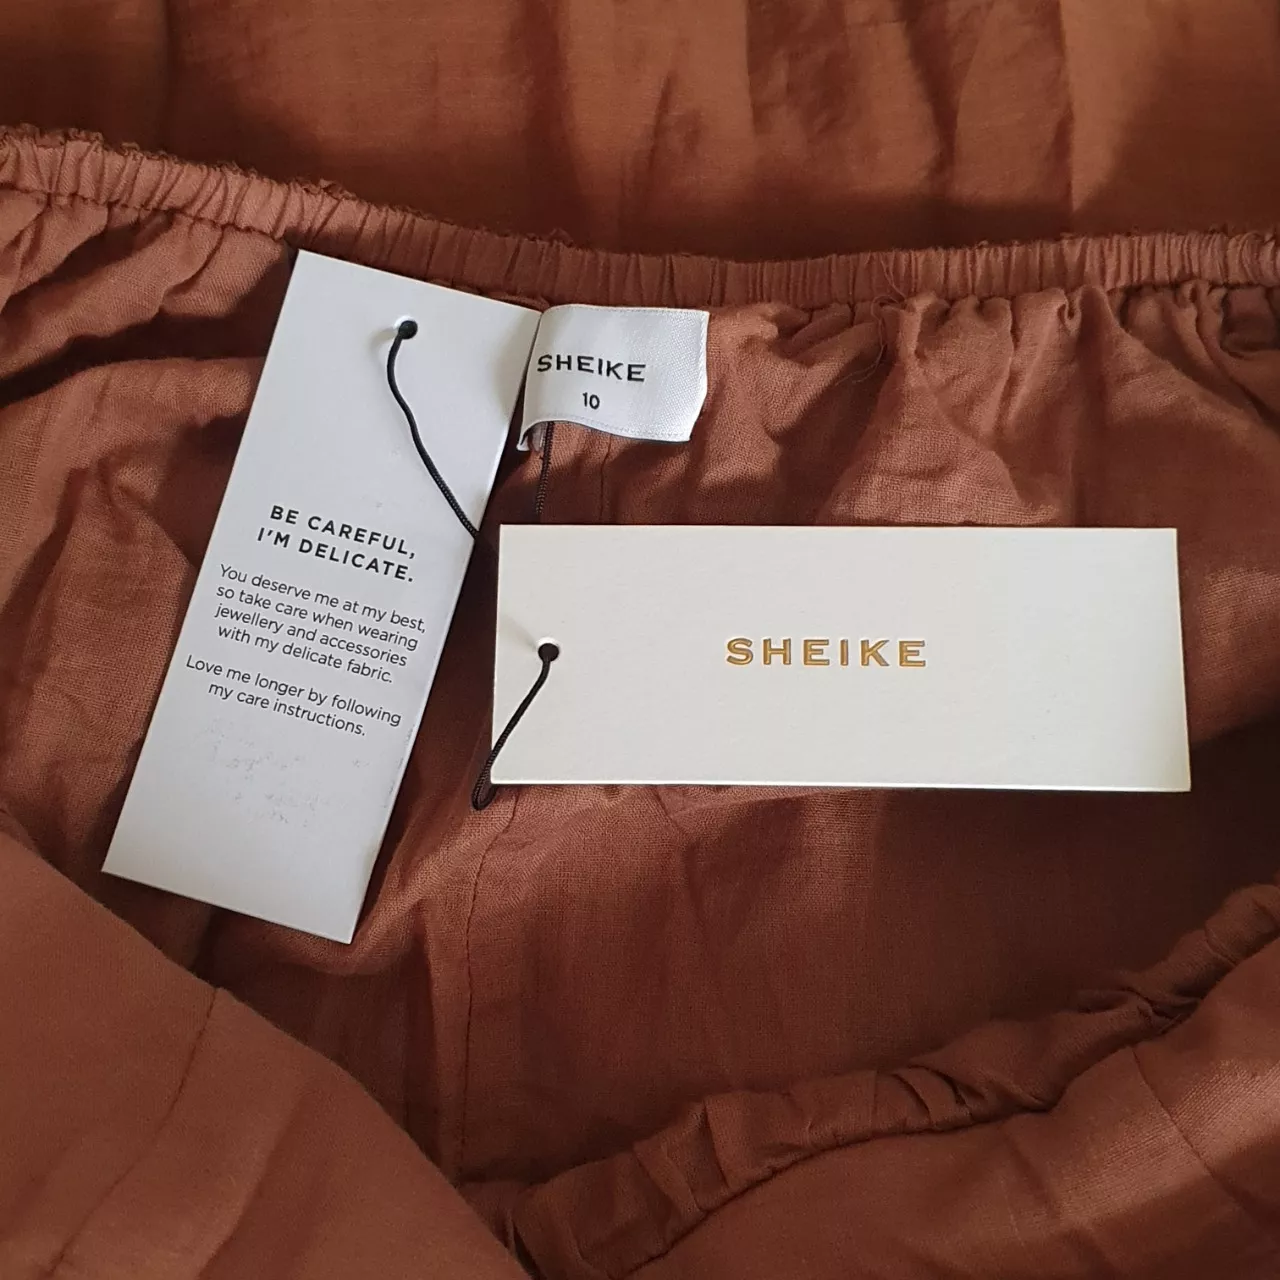 SHEIKE
10
BE CAREFUL,
I'M DELICATE.
You deserve me at my best,
so take care when wearing
jewellery and accessories
with my delicate fabric.
Love me longer by following
my care instructions.
SHEIKE